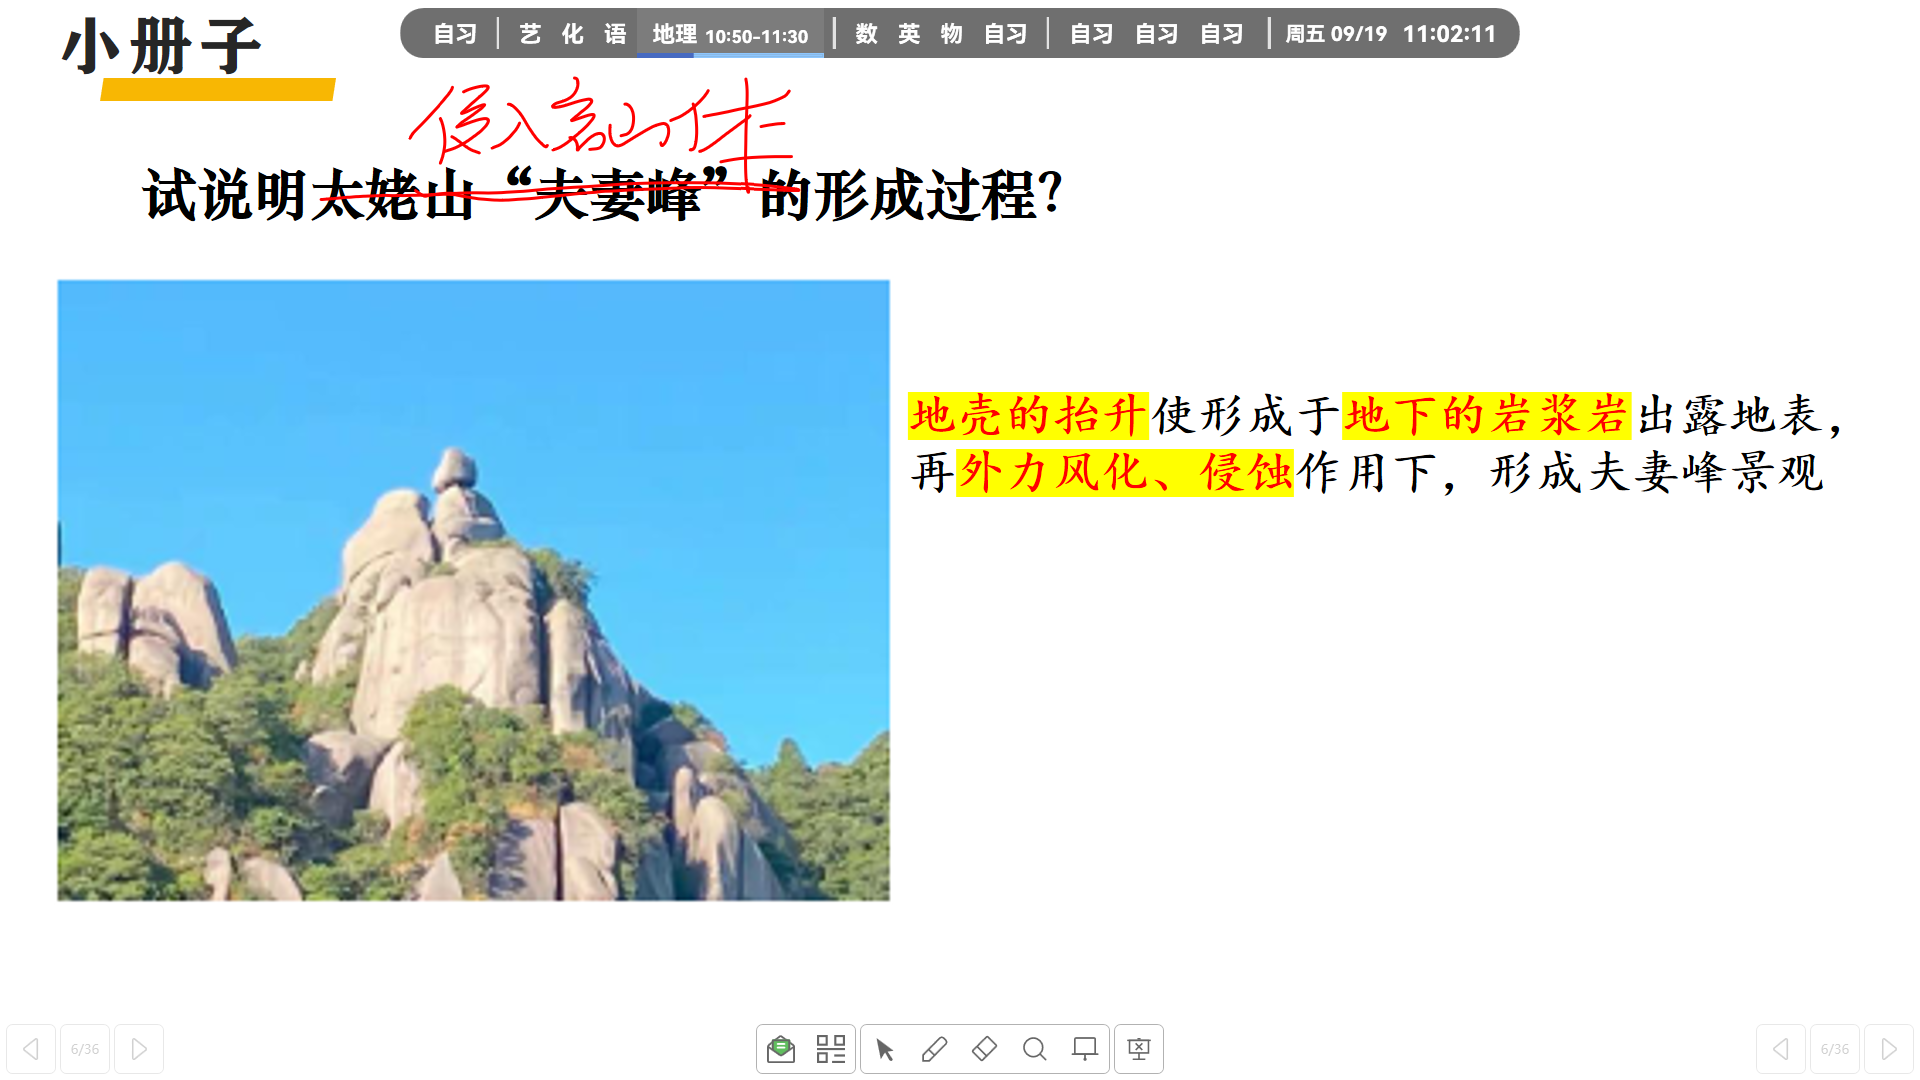 小册子
自习 艺 化 语 地理 10:50-11:30 数 英 物 自习 自习 自习 自习 周五 09/19 11:02:11
侵入岩山体
试说明太姥山“夫妻峰”的形成过程？
地壳的抬升使形成于地下的岩浆岩出露地表，
再外力风化、侵蚀作用下，形成夫妻峰景观
6/36
6/36